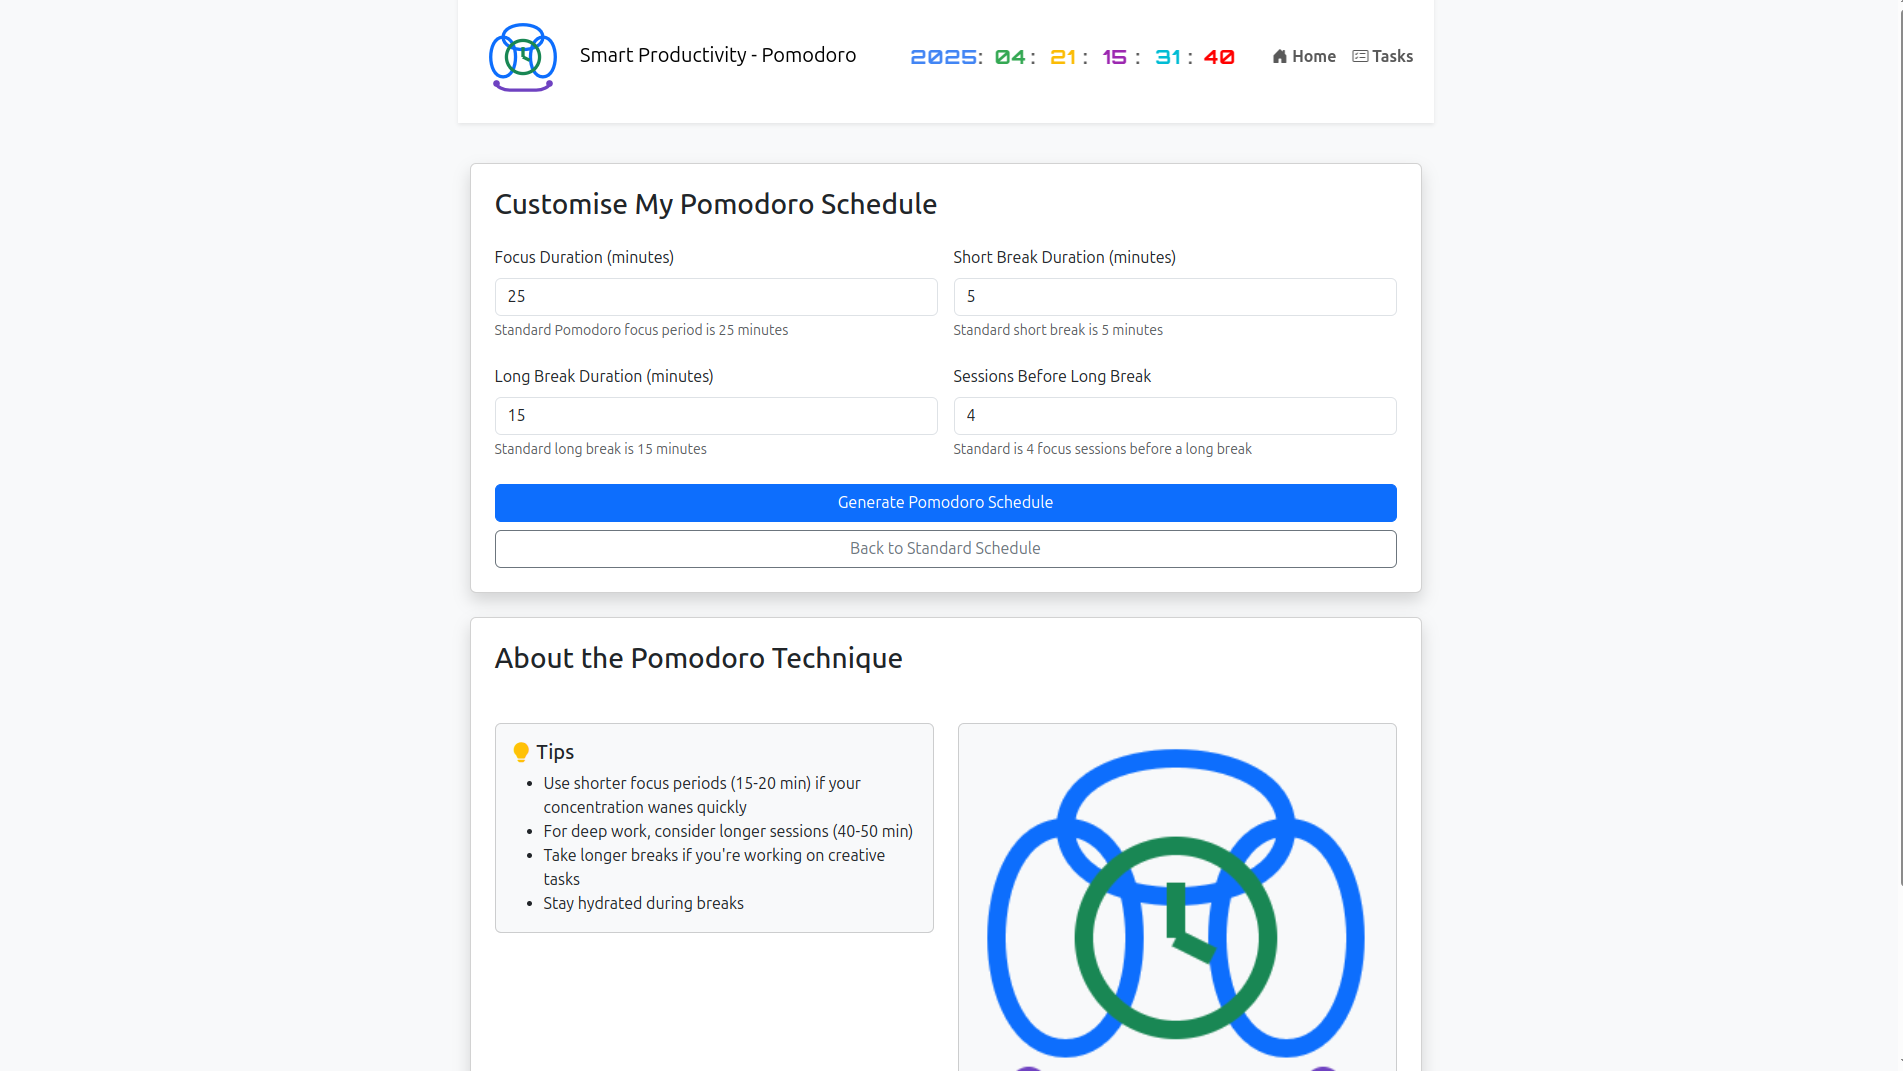 Smart Productivity - Pomodoro
2025: 04: 21: 15: 31: 40
Home
Tasks
Customise My Pomodoro Schedule
Focus Duration (minutes)
25
Standard Pomodoro focus period is 25 minutes
Short Break Duration (minutes)
5
Standard short break is 5 minutes
Long Break Duration (minutes)
15
Standard long break is 15 minutes
Sessions Before Long Break
4
Standard is 4 focus sessions before a long break
Generate Pomodoro Schedule
Back to Standard Schedule
About the Pomodoro Technique
Tips
Use shorter focus periods (15-20 min) if your
concentration wanes quickly
For deep work, consider longer sessions (40-50 min)
Take longer breaks if you're working on creative
tasks
Stay hydrated during breaks